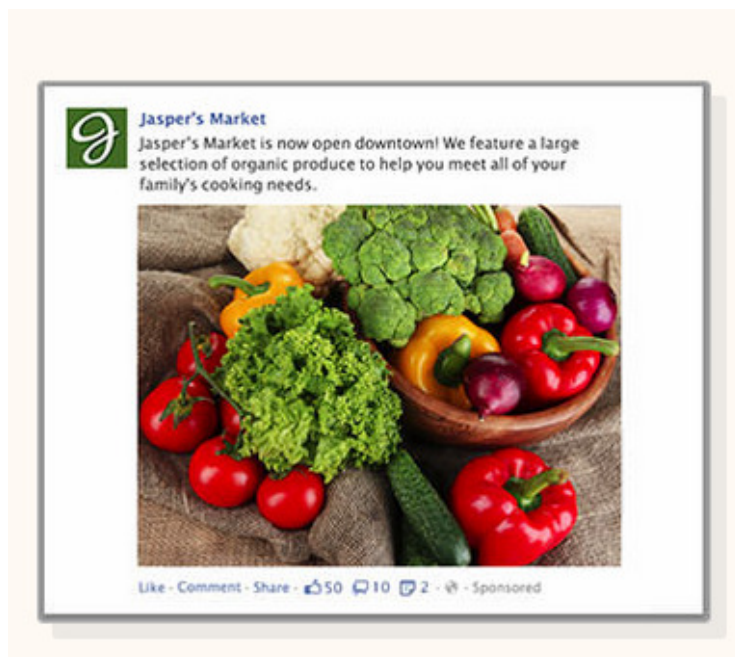 Jasper's Market
Jasper's Market is now open downtown! We feature a large
selection of organic produce to help you meet all of your
family's cooking needs.
Like · Comment · Share · 50 10 2 · · Sponsored